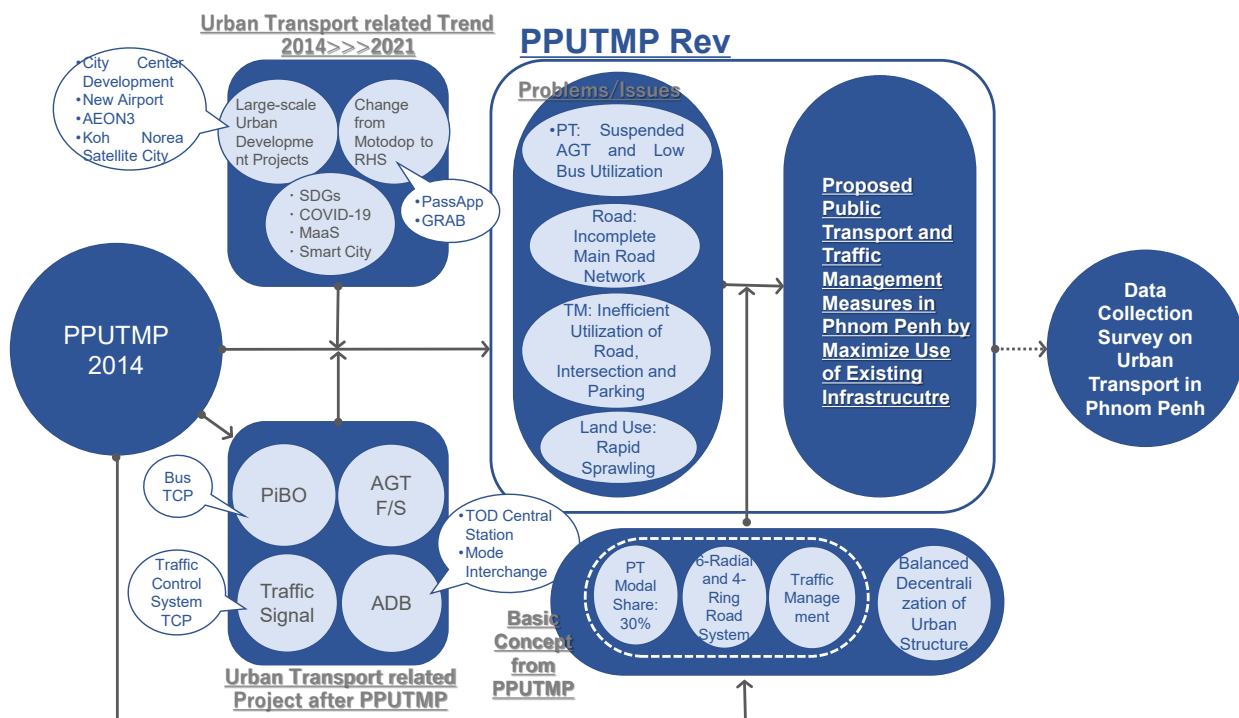 Urban Transport related Trend
2014>>>2021
PPUTMP Rev
•City Center
Development
•New Airport
•AEON3
•Koh Norea
Satellite City
Large-scale
Urban
Developme
nt Projects
Change
from
Motodop to
RHS
・SDGs
・COVID-19
・MaaS
・Smart City
•PassApp
•GRAB
Problems/Issues
•PT: Suspended
AGT and Low
Bus Utilization
Road:
Incomplete
Main Road
Network
TM: Inefficient
Utilization of
Road,
Intersection and
Parking
Land Use:
Rapid
Sprawling
Proposed
Public
Transport and
Traffic
Management
Measures in
Phnom Penh by
Maximize Use
of Existing
Infrastrucutre
Data
Collection
Survey on
Urban
Transport in
Phnom Penh
PPUTMP
2014
Bus
TCP
PiBO
AGT
F/S
•TOD Central
Station
•Mode
Interchange
Traffic
Control
System
TCP
Traffic
Signal
ADB
Urban Transport related
Project after PPUTMP
Basic
Concept
from
PPUTMP
PT
Modal
Share:
30%
6-Radial
and 4-
Ring
Road
System
Traffic
Manage
ment
Balanced
Decentrali
zation of
Urban
Structure